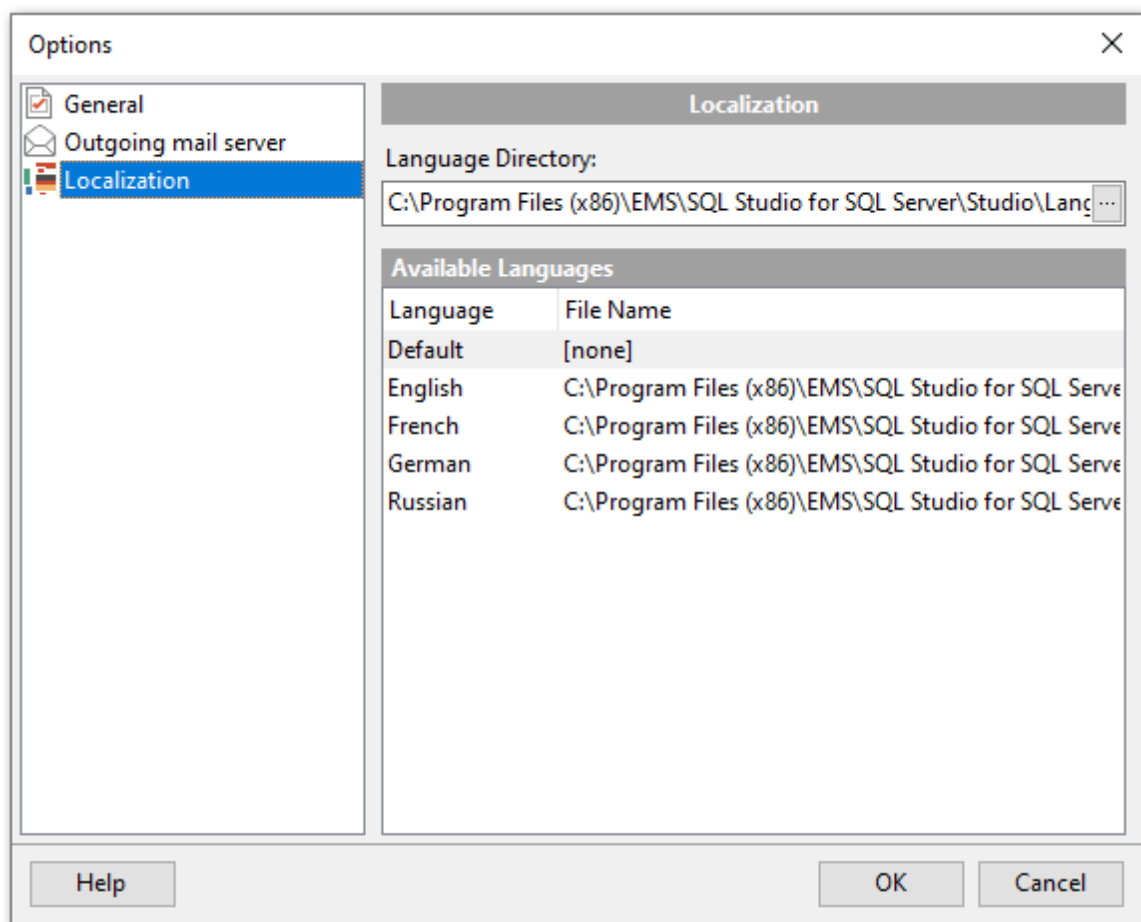 Options
General
Outgoing mail server
Localization
Localization
Language Directory:
C:\Program Files (x86)\EMS\SQL Studio for SQL Server\Studio\Lang ...
Available Languages
Language File Name
Default [none]
English C:\Program Files (x86)\EMS\SQL Studio for SQL Serve
French C:\Program Files (x86)\EMS\SQL Studio for SQL Serve
German C:\Program Files (x86)\EMS\SQL Studio for SQL Serve
Russian C:\Program Files (x86)\EMS\SQL Studio for SQL Serve
Help OK Cancel